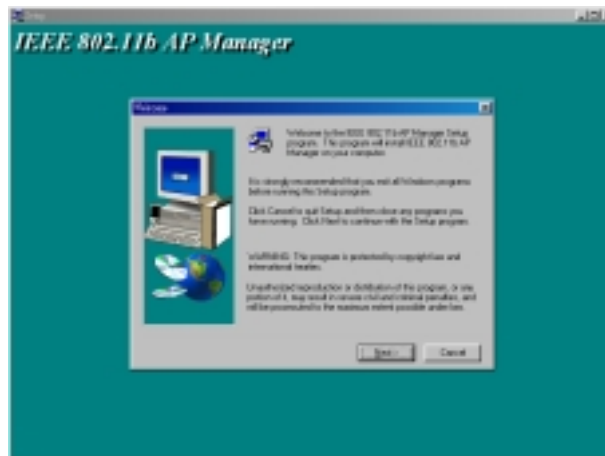 Setup
IEEE 802.11b AP Manager
Welcome
Welcome to the IEEE 802.11b AP Manager Setup
program. This program will install IEEE 802.11b AP
Manager on your computer.
It is strongly recommended that you exit all Windows programs
before running this Setup program.
Click Cancel to quit Setup and then close any programs you
have running. Click Next to continue with the Setup program.
WARNING: This program is protected by copyright law and
international treaties.
Unauthorized reproduction or distribution of this program, or any
portion of it, may result in severe civil and criminal penalties, and
will be prosecuted to the maximum extent possible under law.
Next >
Cancel